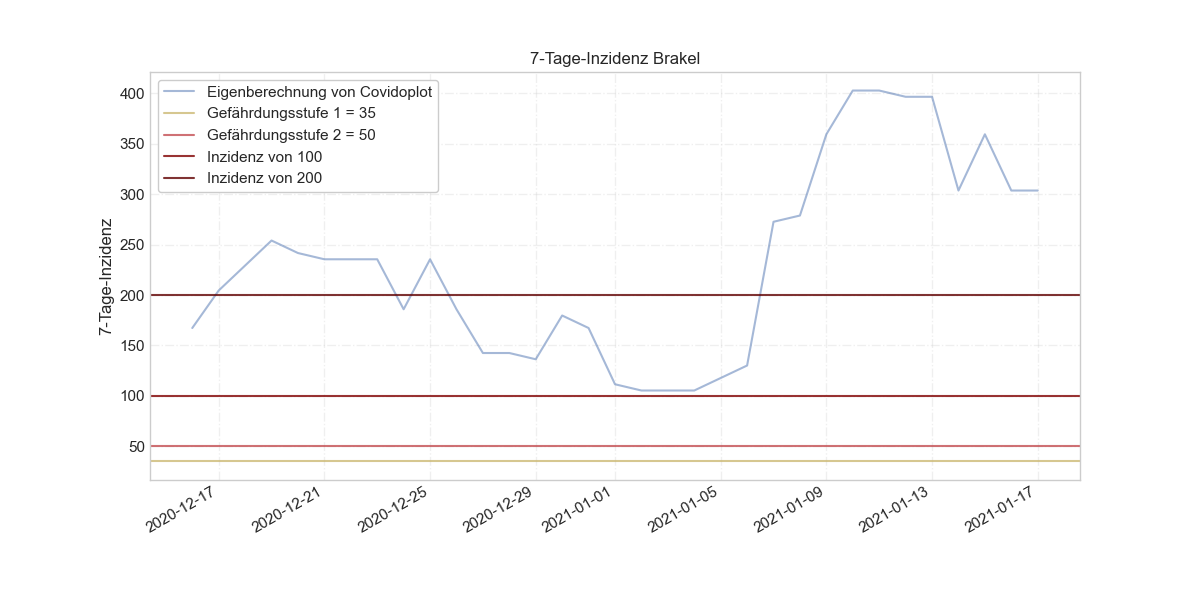 7-Tage-Inzidenz Brakel
Eigenberechnung von Covidoplot
Gefährdungsstufe 1 = 35
Gefährdungsstufe 2 = 50
Inzidenz von 100
Inzidenz von 200
7-Tage-Inzidenz
400
350
300
250
200
150
100
50
2020-12-17
2020-12-21
2020-12-25
2020-12-29
2021-01-01
2021-01-05
2021-01-09
2021-01-13
2021-01-17